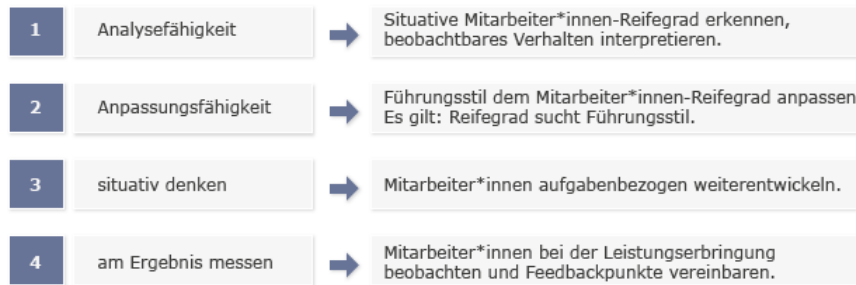 1 Analysefähigkeit
Situative Mitarbeiter*innen-Reifegrad erkennen,
beobachtbares Verhalten interpretieren.
2 Anpassungsfähigkeit
Führungsstil dem Mitarbeiter*innen-Reifegrad anpassen
Es gilt: Reifegrad sucht Führungsstil.
3 situativ denken
Mitarbeiter*innen aufgabenbezogen weiterentwickeln.
4 am Ergebnis messen
Mitarbeiter*innen bei der Leistungserbringung
beobachten und Feedbackpunkte vereinbaren.